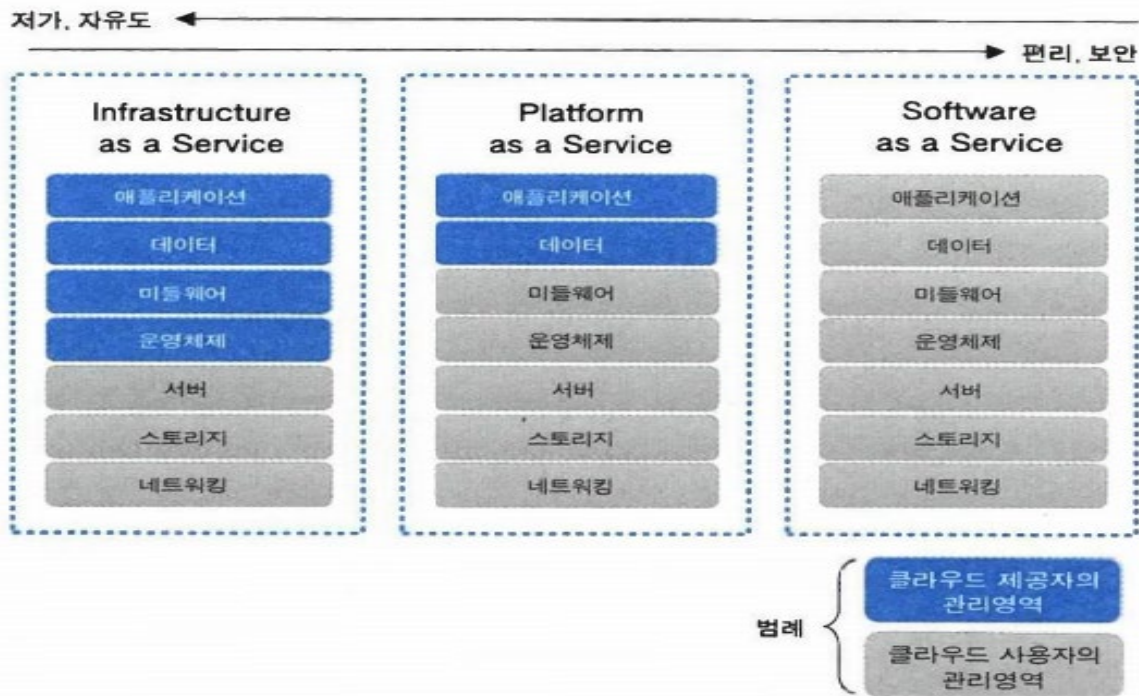 저가, 자유도
편리, 보안
Infrastructure
as a Service
애플리케이션
데이터
미들웨어
운영체제
서버
스토리지
네트워킹
Platform
as a Service
애플리케이션
데이터
미들웨어
운영체제
서버
스토리지
네트워킹
Software
as a Service
애플리케이션
데이터
미들웨어
운영체제
서버
스토리지
네트워킹
범례
클라우드 제공자의
관리영역
클라우드 사용자의
관리영역